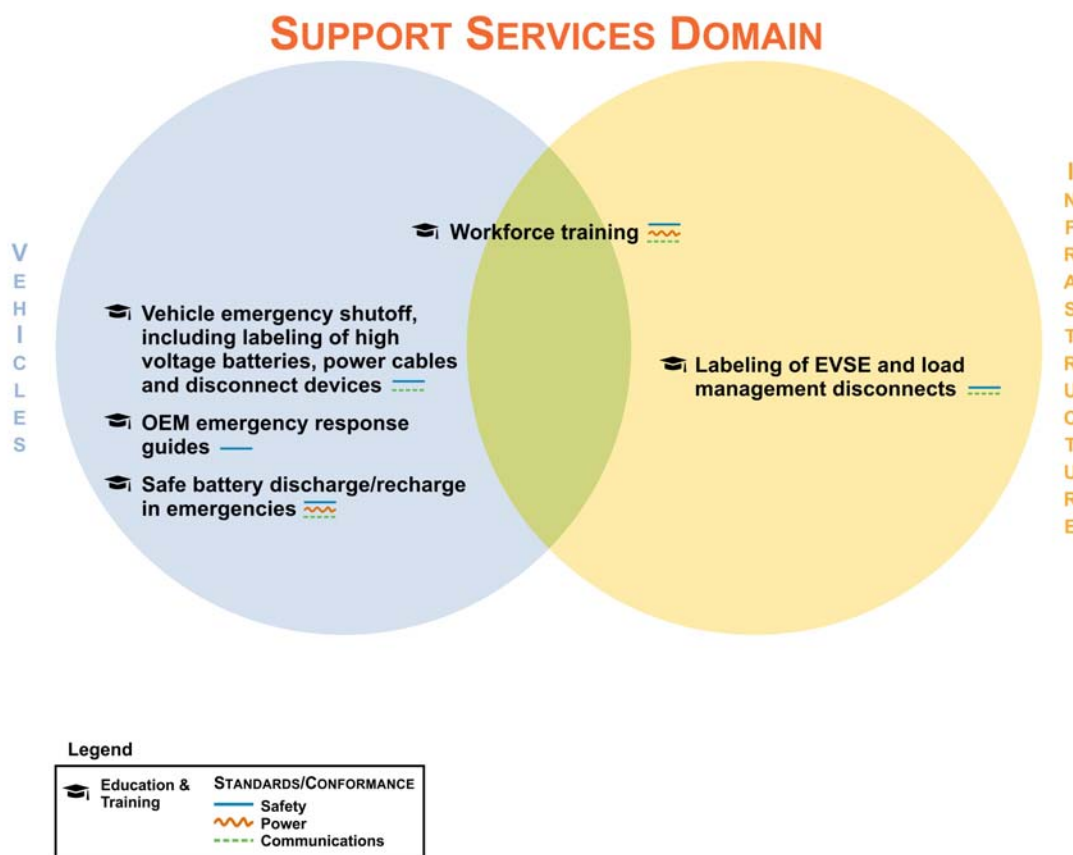 SUPPORT SERVICES DOMAIN
VEHICLES
INFRASTRUCTURE
Workforce training
Vehicle emergency shutoff,
including labeling of high
voltage batteries, power cables
and disconnect devices
OEM emergency response
guides
Safe battery discharge/recharge
in emergencies
Labeling of EVSE and load
management disconnects
Legend
Education &
Training
STANDARDS/CONFORMANCE
Safety
Power
Communications